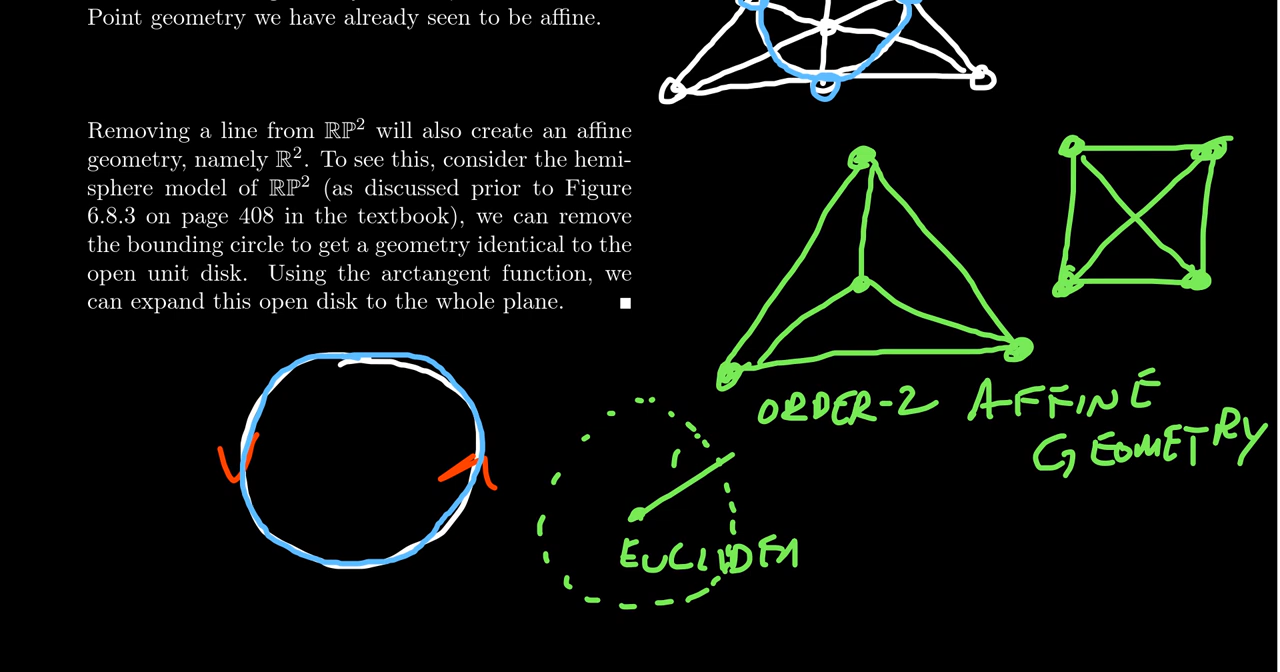 Point geometry we have already seen to be affine.
Removing a line from ℝℙ² will also create an affine
geometry, namely ℝ². To see this, consider the hemi-
sphere model of ℝℙ² (as discussed prior to Figure
6.8.3 on page 408 in the textbook), we can remove
the bounding circle to get a geometry identical to the
open unit disk. Using the arctangent function, we
can expand this open disk to the whole plane. ■
ORDER-2 AFFINE
GEOMETRY
r
EUCLIDEA